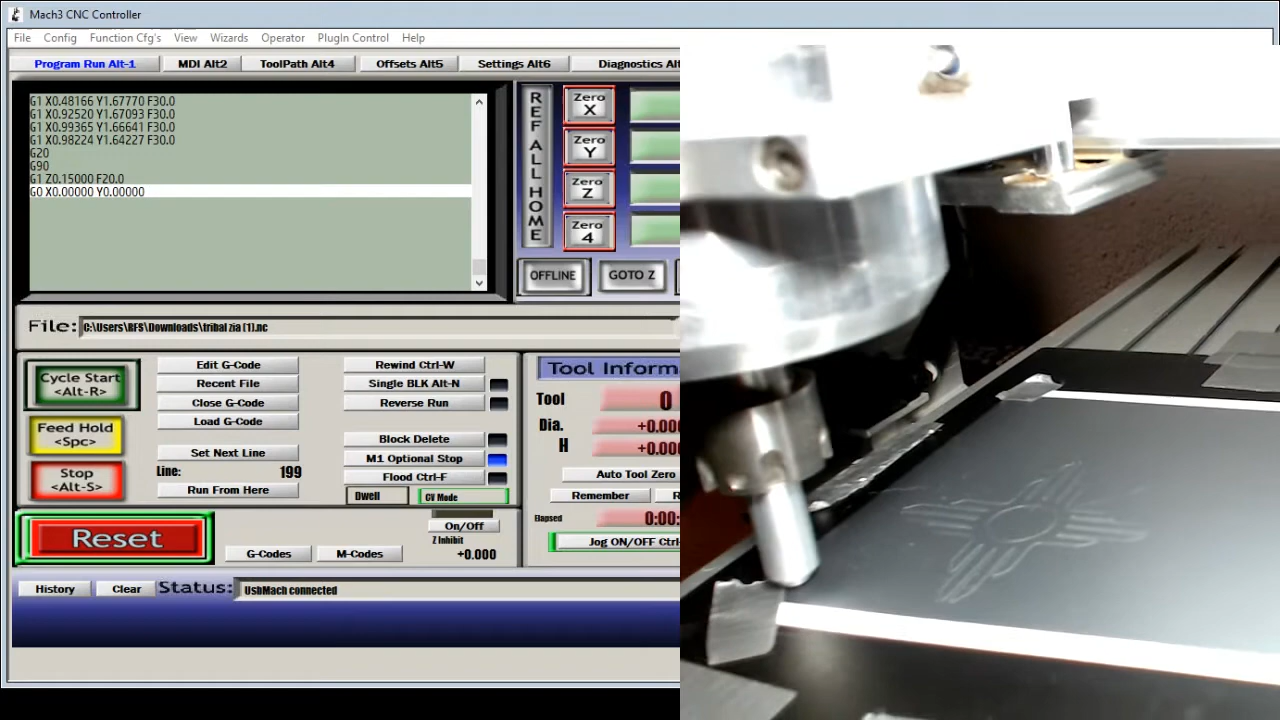 Mach3 CNC Controller
File Config Function Cfg's View Wizards Operator PlugIn Control Help
Program Run Alt-1 MDI Alt2 ToolPath Alt4 Offsets Alt5 Settings Alt6 Diagnostics Alt
G1 X0.48166 Y1.67770 F30.0
G1 X0.92520 Y1.67093 F30.0
G1 X0.99365 Y1.66641 F30.0
G1 X0.98224 Y1.64227 F30.0
G20
G90
G1 Z0.15000 F20.0
G0 X0.00000 Y0.00000
REF ALL HOME
Zero X
Zero Y
Zero Z
Zero 4
OFFLINE GOTO Z
File: C:\Users\RFS\Downloads\tribal zia [1].nc
Cycle Start
<Alt-R>
Feed Hold
<Spc>
Stop
<Alt-S>
Reset
Edit G-Code
Recent File
Close G-Code
Load G-Code
Set Next Line
Line: 199
Run From Here
Rewind Ctrl-W
Single BLK Alt-N
Reverse Run
Block Delete
M1 Optional Stop
Flood Ctrl-F
Dwell CV Mode
On/Off
Z Inhibit
+0.000
G-Codes M-Codes
Tool Inform
Tool 0
Dia. +0.000
H +0.000
Auto Tool Zero
Remember R
Elapsed 0:00:
Jog ON/OFF Ctrl
History Clear Status: UsbMach connected